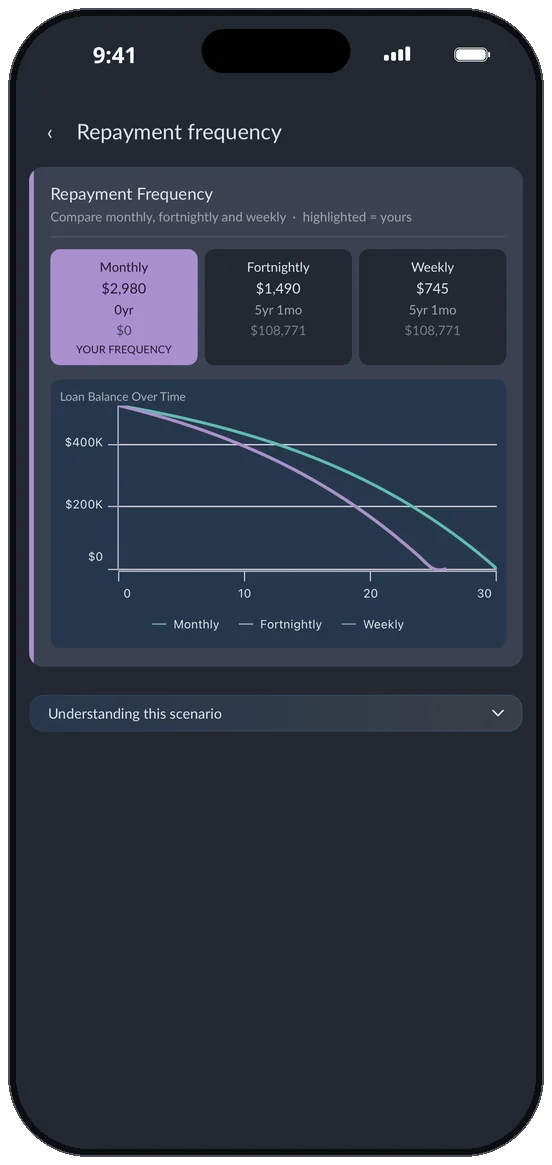 9:41
‹ Repayment frequency
Repayment Frequency
Compare monthly, fortnightly and weekly · highlighted = yours
Monthly
$2,980
0yr
$0
YOUR FREQUENCY
Fortnightly
$1,490
5yr 1mo
$108,771
Weekly
$745
5yr 1mo
$108,771
Loan Balance Over Time
$400K
$200K
$0
0 10 20 30
Monthly Fortnightly Weekly
Understanding this scenario